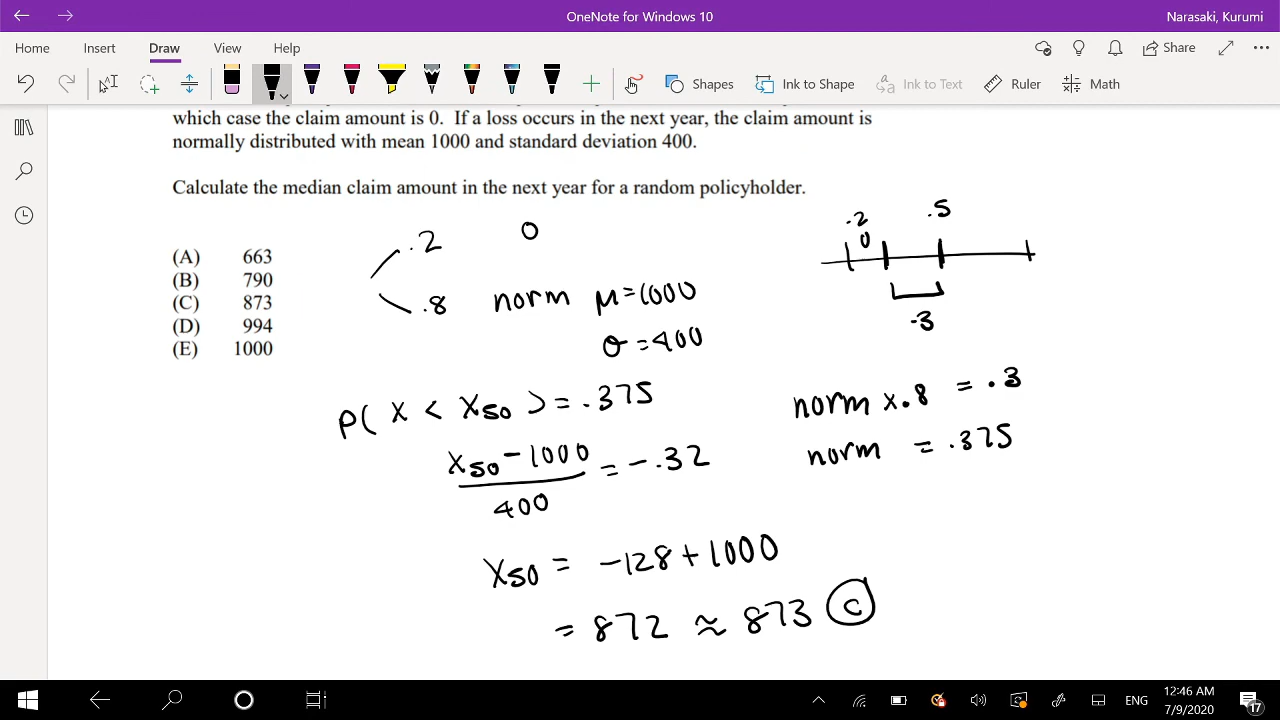 OneNote for Windows 10
Narasaki, Kurumi
Home Insert Draw View Help
Share
Shapes Ink to Shape Ink to Text Ruler Math
which case the claim amount is 0. If a loss occurs in the next year, the claim amount is
normally distributed with mean 1000 and standard deviation 400.
Calculate the median claim amount in the next year for a random policyholder.
(A) 663
(B) 790
(C) 873
(D) 994
(E) 1000
.2 0
.8 norm μ=1000
σ=400
.2 .5
0
.3
P( X < X50 ) = .375
X50 - 1000
400
= -.32
X50 = -128 + 1000
= 872 ≈ 873 C
norm x .8 = .3
norm = .375
ENG
12:46 AM
7/9/2020
17